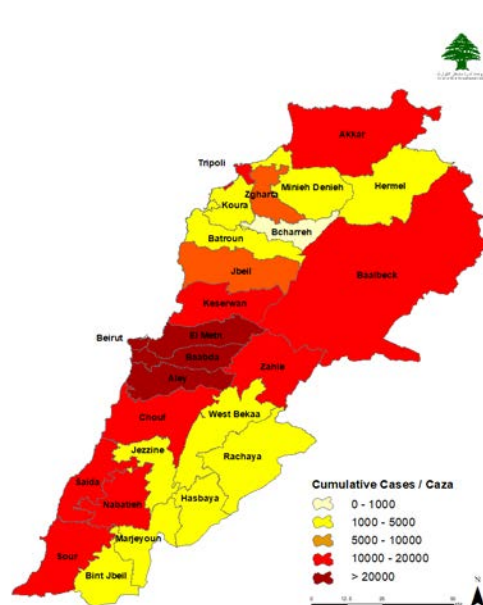 Akkar
Tripoli
Zgharta
Minieh Denieh
Hermel
Koura
Bcharreh
Batroun
Baalbeck
Jbeil
Keserwan
Beirut
El Metn
Baabda
Zahle
Aley
Chouf
West Bekaa
Jezzine
Rachaya
Saida
Nabatieh
Hasbaya
Marjeyoun
Sour
Bint Jbeil
Cumulative Cases / Caza
0 - 1000
1000 - 5000
5000 - 10000
10000 - 20000
> 20000
N